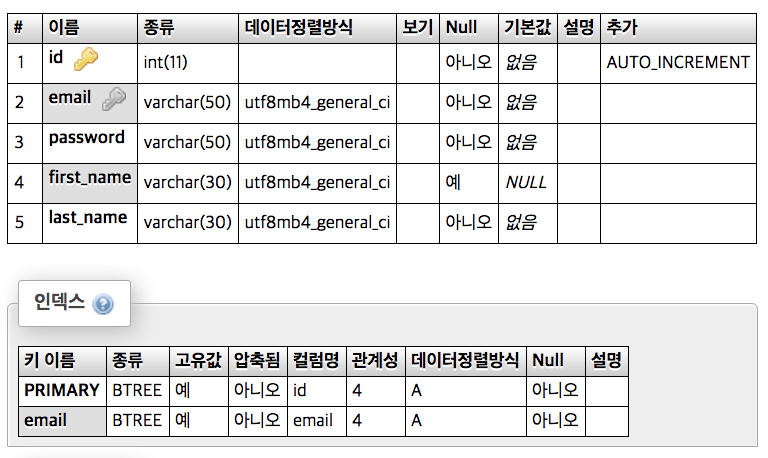 # 이름 종류 데이터정렬방식 보기 Null 기본값 설명 추가
1 id int(11) 아니오 없음 AUTO_INCREMENT
2 email varchar(50) utf8mb4_general_ci 아니오 없음
3 password varchar(50) utf8mb4_general_ci 아니오 없음
4 first_name varchar(30) utf8mb4_general_ci 예 NULL
5 last_name varchar(30) utf8mb4_general_ci 아니오 없음
인덱스
키 이름 종류 고유값 압축됨 컬럼명 관계성 데이터정렬방식 Null 설명
PRIMARY BTREE 예 아니오 id 4 A 아니오
email BTREE 예 아니오 email 4 A 아니오